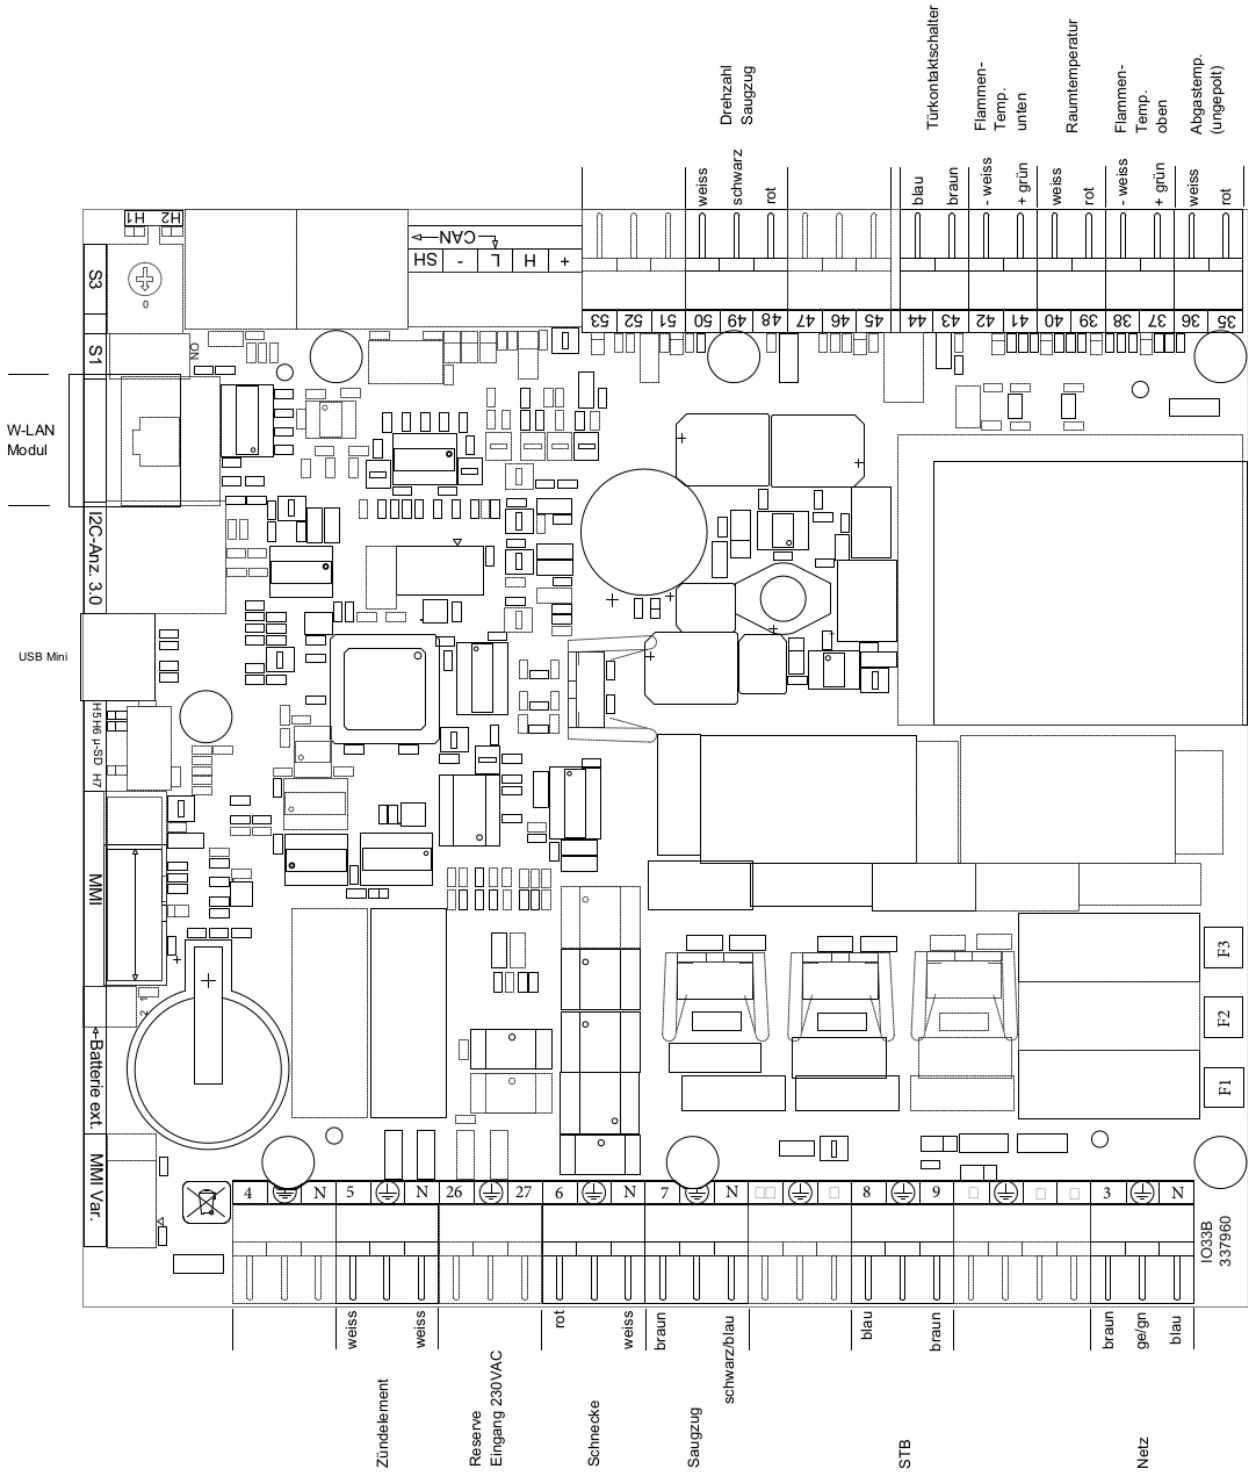 Drehzahl
Saugzug
Türkontaktschalter
Flammen-
Temp.
unten
Raumtemperatur
Flammen-
Temp.
oben
Abgastemp.
(ungepolt)
weiss
schwarz
rot
blau
braun
- weiss
+ grün
weiss
rot
- weiss
+ grün
weiss
rot
H1
H2
CAN
SH
-
L
H
+
53
52
51
50
49
48
47
46
45
44
43
42
41
40
39
38
37
36
35
S3
0
S1
NO
W-LAN
Modul
I2C-Anz. 3.0
USB Mini
H5 H6 µ-SD H7
MMI
Batterie ext.
MMI Var.
F3
F2
F1
4
N
5
N
26
27
6
N
7
N
8
9
3
N
IO33B
337960
weiss
weiss
rot
weiss
braun
schwarz/blau
blau
braun
braun
ge/gn
blau
Zündelement
Reserve
Eingang 230VAC
Schnecke
Saugzug
STB
Netz